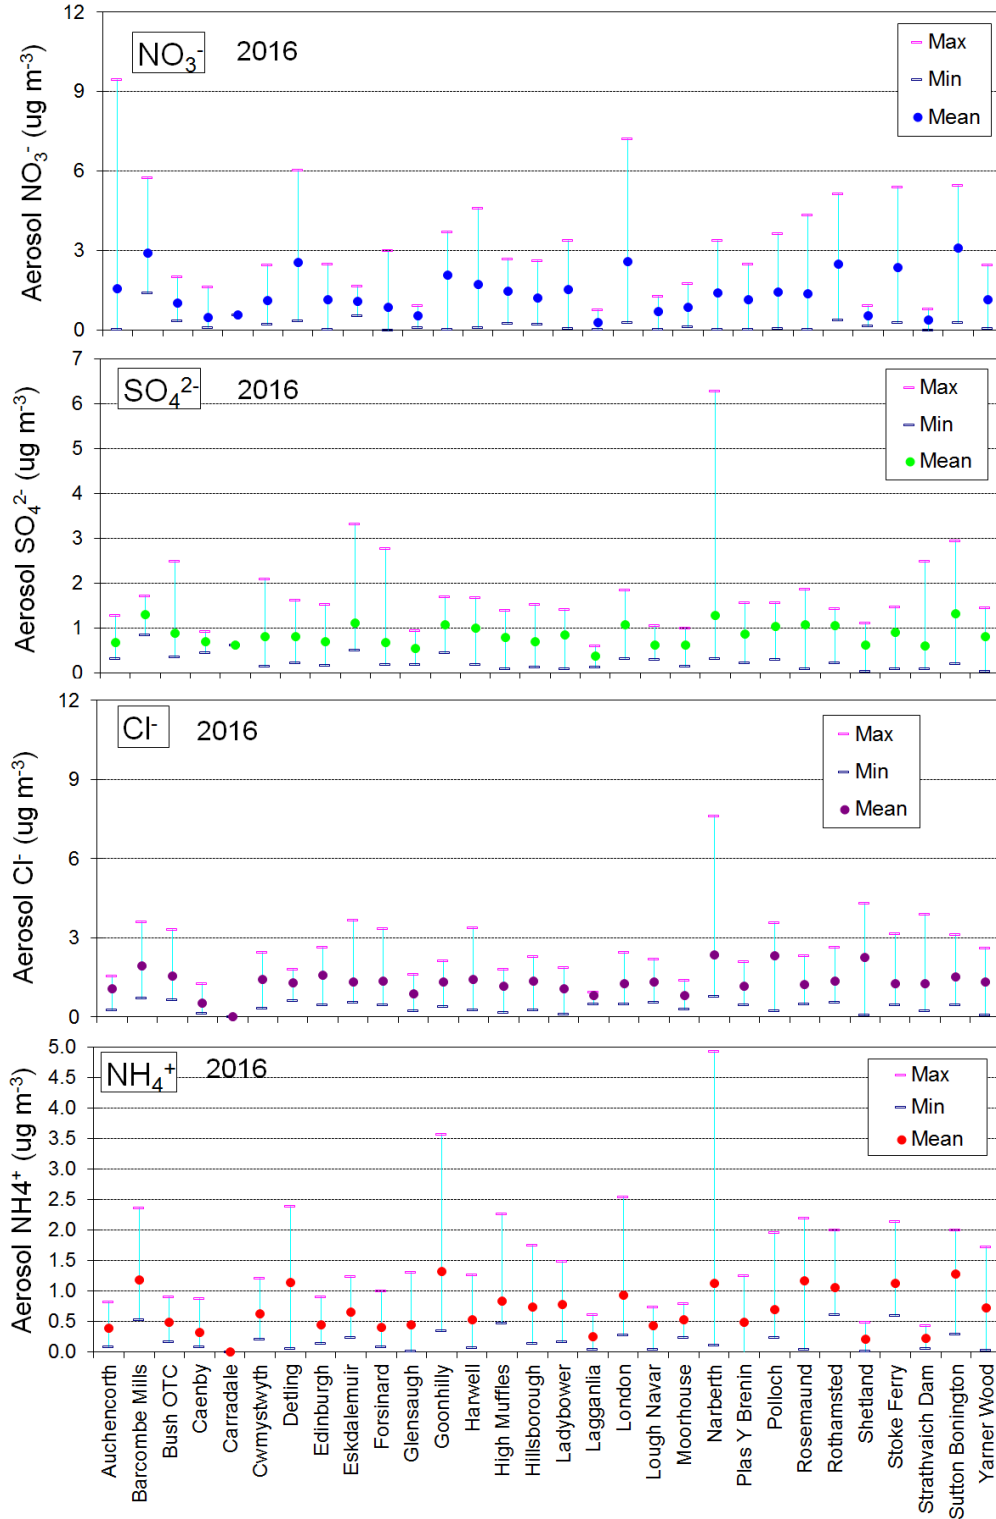 12
9
6
3
0
Aerosol NO₃⁻ (ug m⁻³)
NO₃⁻ 2016
Max
Min
Mean
7
6
5
4
3
2
1
0
Aerosol SO₄²⁻ (ug m⁻³)
SO₄²⁻ 2016
Max
Min
Mean
12
9
6
3
0
Aerosol Cl⁻ (ug m⁻³)
Cl⁻ 2016
Max
Min
Mean
5.0
4.5
4.0
3.5
3.0
2.5
2.0
1.5
1.0
0.5
0.0
Aerosol NH4⁺ (ug m⁻³)
NH₄⁺ 2016
Max
Min
Mean
Auchencorth
Barcombe Mills
Bush OTC
Caenby
Carradale
Cwmystwyth
Detling
Edinburgh
Eskdalemuir
Forsinard
Glensaugh
Goonhilly
Harwell
High Muffles
Hillsborough
Ladybower
Lagganlia
London
Lough Navar
Moorhouse
Narberth
Plas Y Brenin
Polloch
Rosemaund
Rothamsted
Shetland
Stoke Ferry
Strathvaich Dam
Sutton Bonington
Yarner Wood